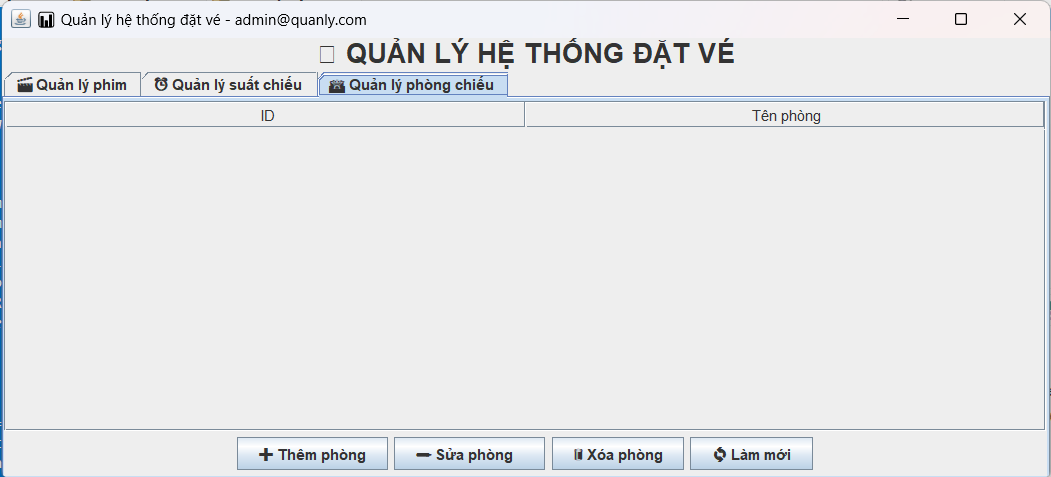 Quản lý hệ thống đặt vé - admin@quanly.com
QUẢN LÝ HỆ THỐNG ĐẶT VÉ
Quản lý phim Quản lý suất chiếu Quản lý phòng chiếu
ID Tên phòng
Thêm phòng Sửa phòng Xóa phòng Làm mới